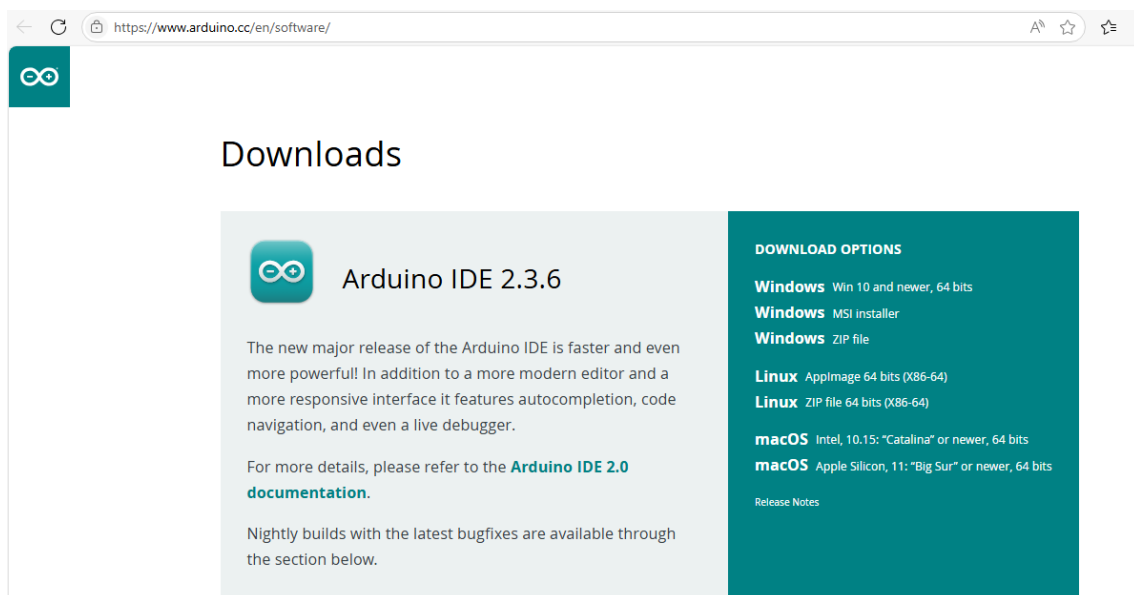 https://www.arduino.cc/en/software/
Downloads
Arduino IDE 2.3.6
The new major release of the Arduino IDE is faster and even
more powerful! In addition to a more modern editor and a
more responsive interface it features autocompletion, code
navigation, and even a live debugger.
For more details, please refer to the Arduino IDE 2.0
documentation.
Nightly builds with the latest bugfixes are available through
the section below.
DOWNLOAD OPTIONS
Windows Win 10 and newer, 64 bits
Windows MSI installer
Windows ZIP file
Linux AppImage 64 bits (X86-64)
Linux ZIP file 64 bits (X86-64)
macOS Intel, 10.15: “Catalina” or newer, 64 bits
macOS Apple Silicon, 11: “Big Sur” or newer, 64 bits
Release Notes